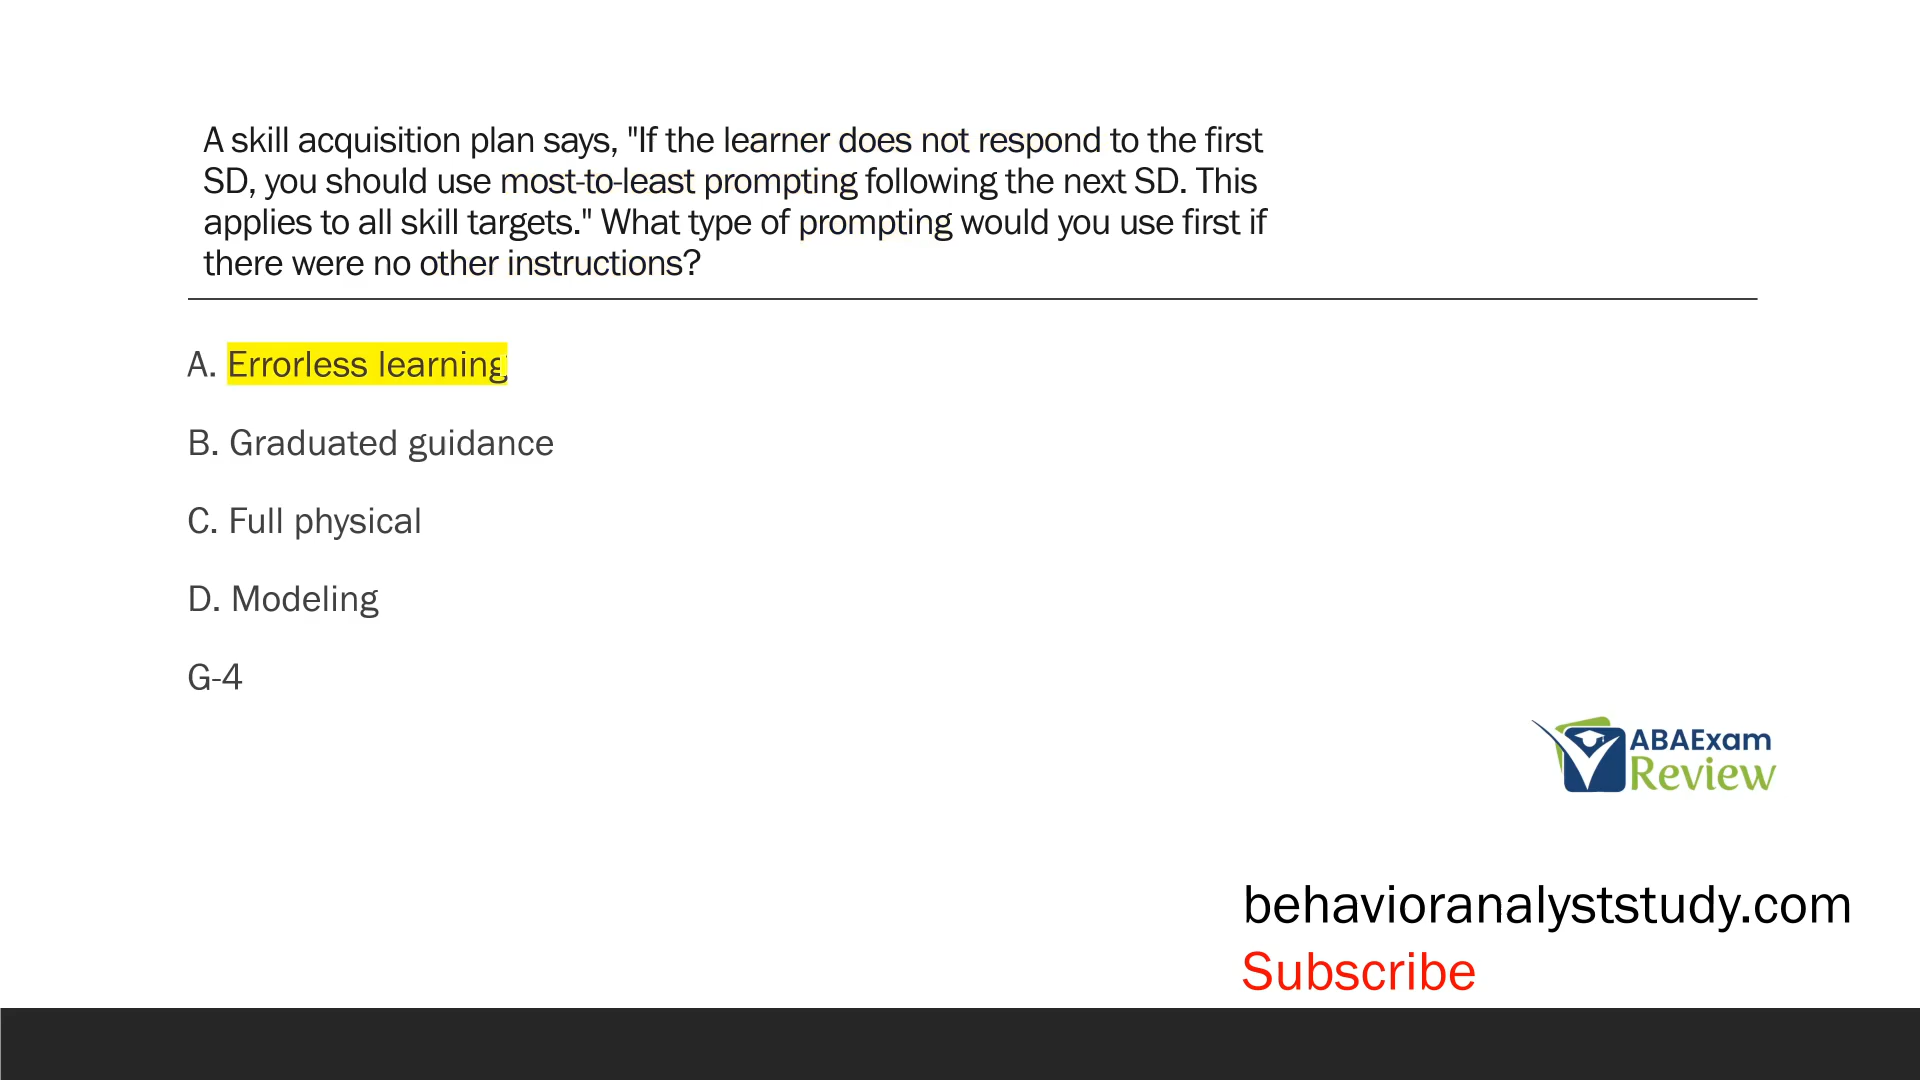 A skill acquisition plan says, "If the learner does not respond to the first
SD, you should use most-to-least prompting following the next SD. This
applies to all skill targets." What type of prompting would you use first if
there were no other instructions?
A. Errorless learning
B. Graduated guidance
C. Full physical
D. Modeling
G-4
ABAExam
Review
behavioranalyststudy.com
Subscribe